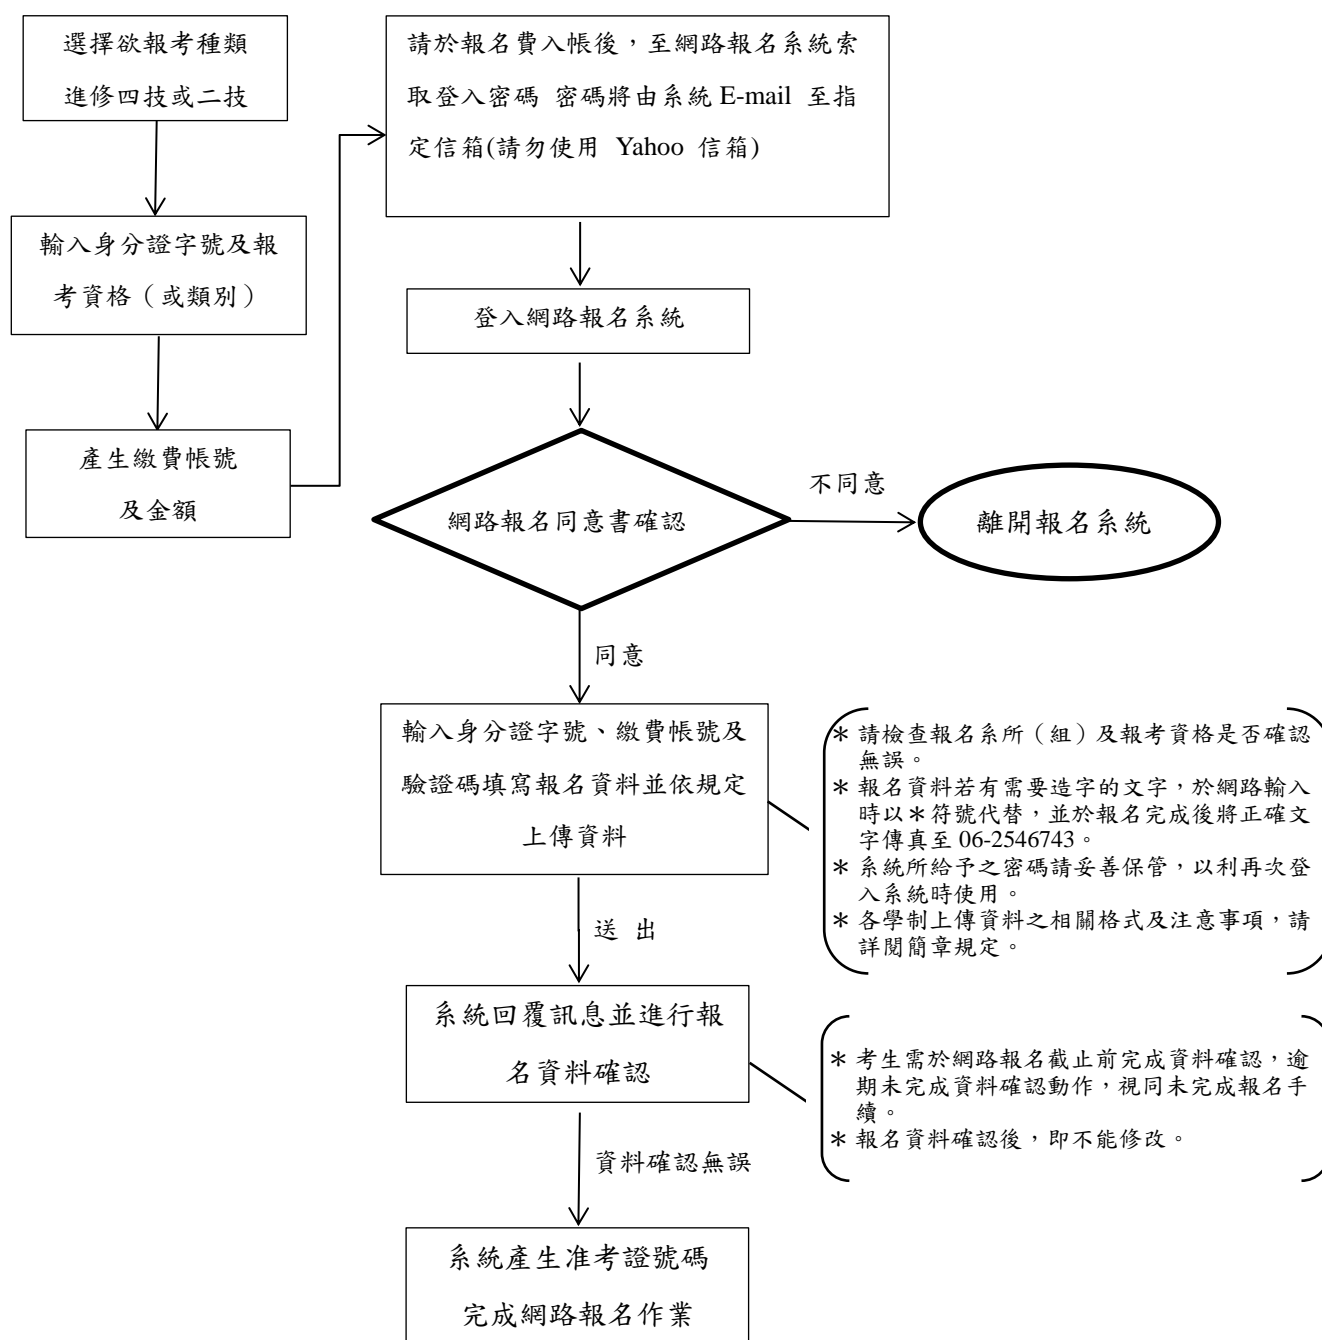 選擇欲報考種類
進修四技或二技
輸入身分證字號及報
考資格（或類別）
產生繳費帳號
及金額
請於報名費入帳後，至網路報名系統索
取登入密碼 密碼將由系統 E-mail 至指
定信箱(請勿使用 Yahoo 信箱)
登入網路報名系統
網路報名同意書確認
不同意
離開報名系統
同意
輸入身分證字號、繳費帳號及
驗證碼填寫報名資料並依規定
上傳資料
＊請檢查報名系所（組）及報考資格是否確認
無誤。
＊報名資料若有需要造字的文字，於網路輸入
時以＊符號代替，並於報名完成後將正確文
字傳真至 06-2546743。
＊系統所給予之密碼請妥善保管，以利再次登
入系統時使用。
＊各學制上傳資料之相關格式及注意事項，請
詳閱簡章規定。
送 出
系統回覆訊息並進行報
名資料確認
＊考生需於網路報名截止前完成資料確認，逾
期未完成資料確認動作，視同未完成報名手
續。
＊報名資料確認後，即不能修改。
資料確認無誤
系統產生准考證號碼
完成網路報名作業